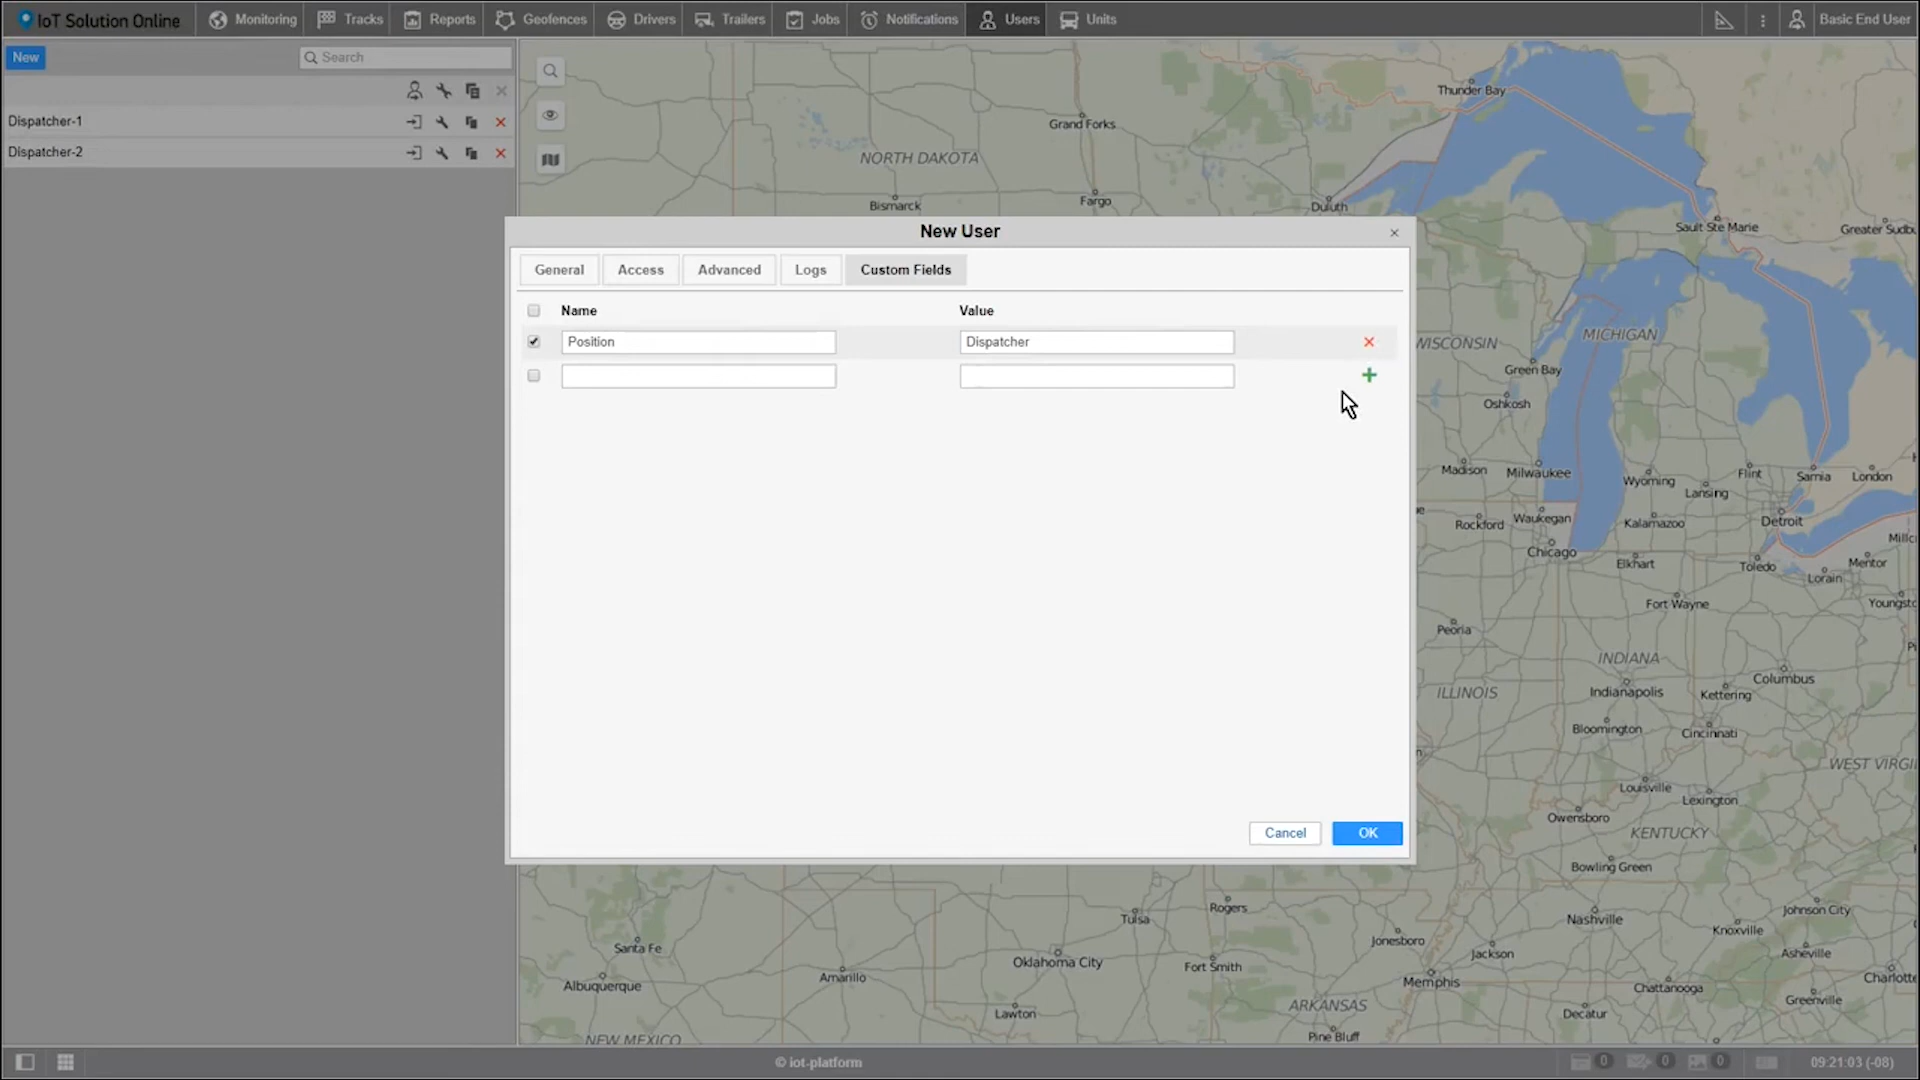 IoT Solution Online
Monitoring
Tracks
Reports
Geofences
Drivers
Trailers
Jobs
Notifications
Users
Units
Basic End User
New
Search
Dispatcher-1
Dispatcher-2
New User
General
Access
Advanced
Logs
Custom Fields
Name
Value
Position
Dispatcher
Cancel
OK
Thunder Bay
Grand Forks
NORTH DAKOTA
Bismarck
Fargo
Duluth
Sault Ste Marie
Greater Sudbu
WISCONSIN
MICHIGAN
Green Bay
Oshkosh
Madison
Milwaukee
Wyoming
Lansing
Flint
Sarnia
London
Rockford
Waukegan
Kalamazoo
Detroit
Chicago
Elkhart
Toledo
Lorain
Mentor
Fort Wayne
Youngsto
Peoria
INDIANA
ILLINOIS
Indianapolis
Kettering
Columbus
Bloomington
Cincinnati
WEST VIRGI
Louisville
Lexington
Owensboro
KENTUCKY
Bowling Green
Tulsa
Rogers
Nashville
Johnson City
Knoxville
Santa Fe
Albuquerque
Amarillo
Oklahoma City
Fort Smith
Jonesboro
Jackson
Memphis
Asheville
Charlotte
Chattanooga
Greenville
Lawton
ARKANSAS
Decatur
Pine Bluff
NEW MEXICO
© iot-platform
0
0
0
09:21:03 (-08)